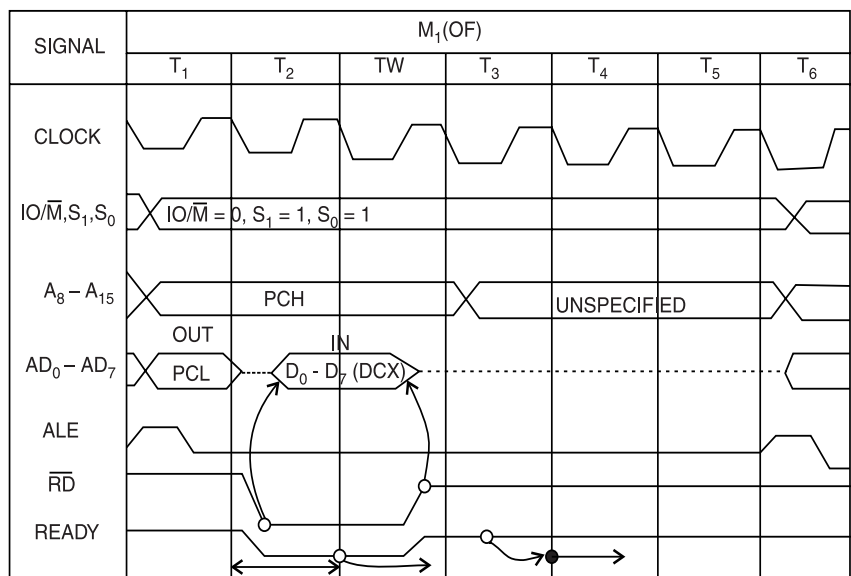 SIGNAL
M₁(OF)
T₁ T₂ TW T₃ T₄ T₅ T₆
CLOCK
IO/M̅,S₁,S₀ IO/M̅ = 0, S₁ = 1, S₀ = 1
A₈ – A₁₅ PCH UNSPECIFIED
OUT IN
AD₀ – AD₇ PCL D₀ - D₇ (DCX)
ALE
R̅D̅
READY